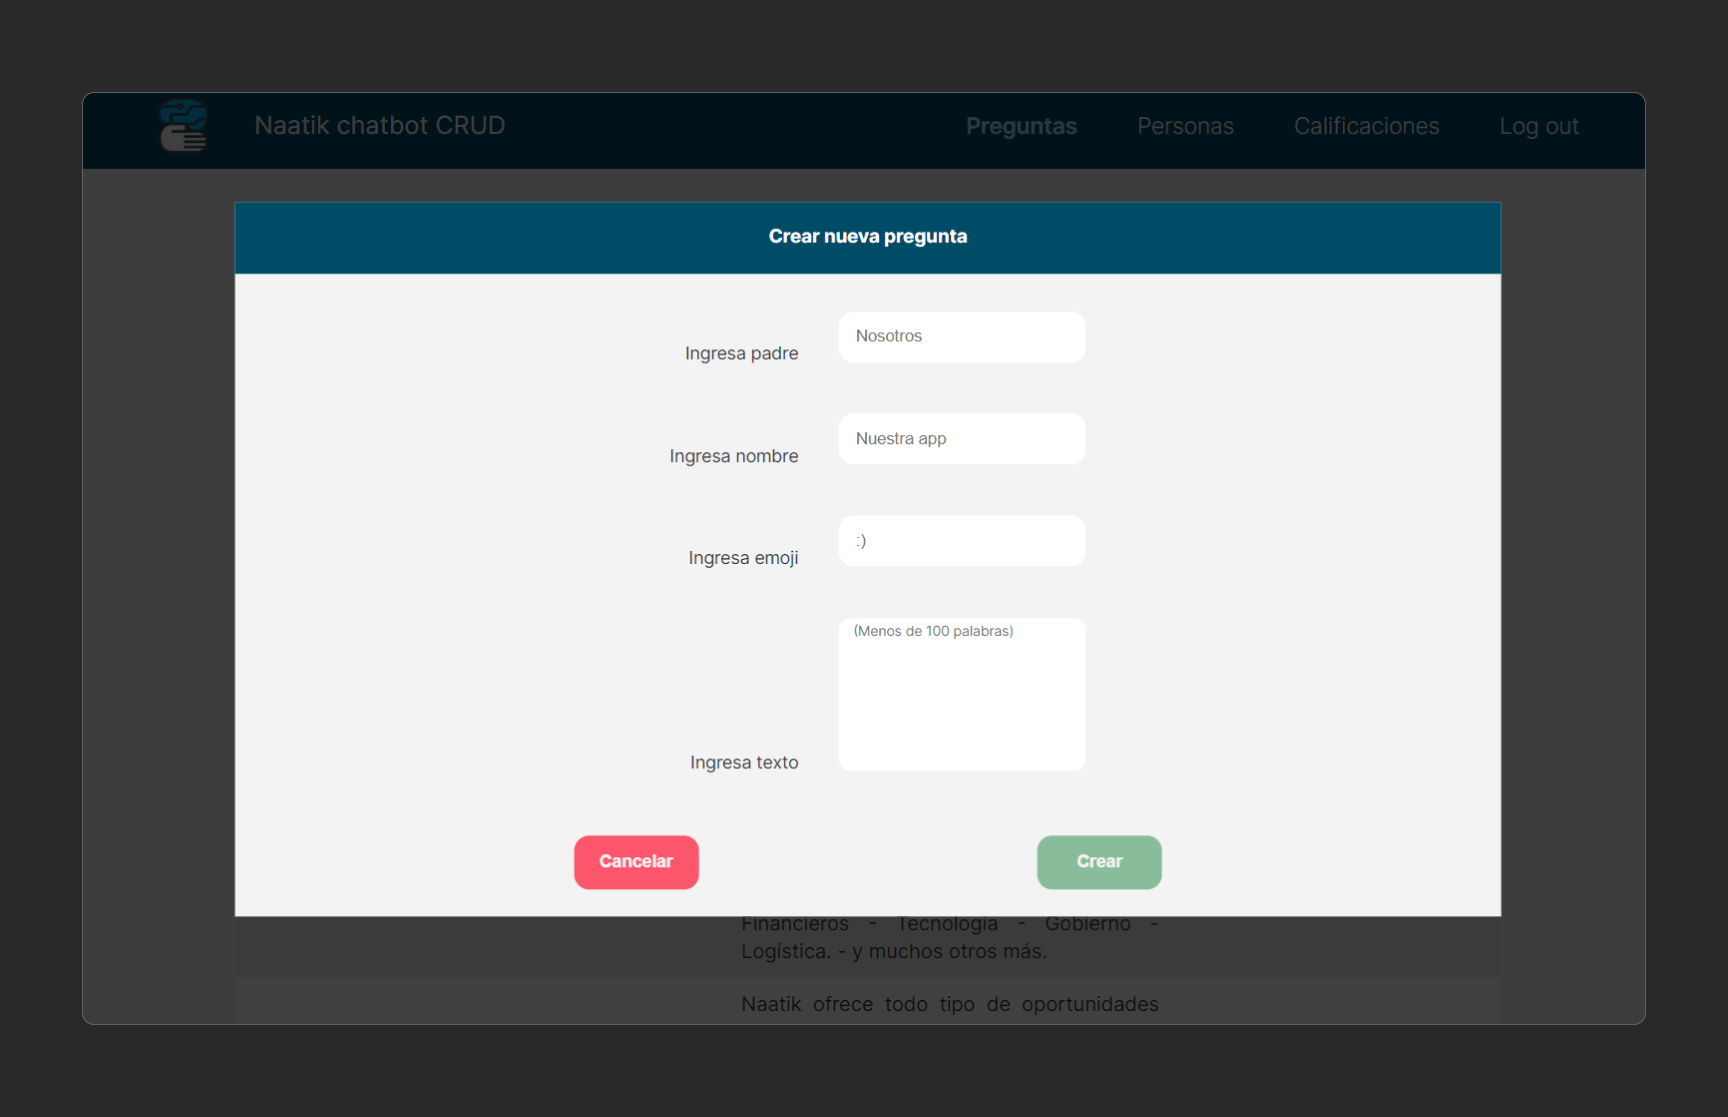 Naatik chatbot CRUD
Preguntas
Personas
Calificaciones
Log out
Crear nueva pregunta
Ingresa padre
Nosotros
Ingresa nombre
Nuestra app
Ingresa emoji
:)
Ingresa texto
(Menos de 100 palabras)
Cancelar
Crear
Financieros - Tecnología - Gobierno -
Logística. - y muchos otros más.
Naatik ofrece todo tipo de oportunidades